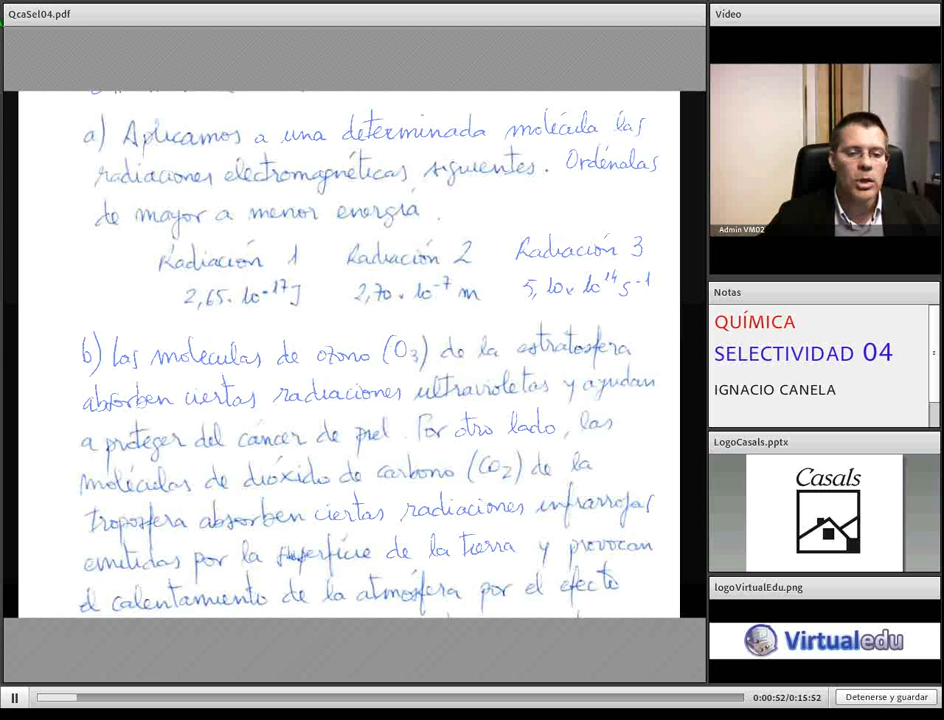 QcaSel04.pdf
a) Aplicamos a una determinada molécula las
radiaciones electromagnéticas siguientes. Ordénalas
de mayor a menor energía.
Radiación 1 Radiación 2 Radiación 3
2,65·10⁻¹⁷J 2,70·10⁻⁷ m 5,10×10¹⁴s⁻¹
b) Las moléculas de ozono (O₃) de la estratosfera
absorben ciertas radiaciones ultravioletas y ayudan
a proteger del cáncer de piel. Por otro lado, las
moléculas de dióxido de carbono (CO₂) de la
troposfera absorben ciertas radiaciones infrarrojas
emitidas por la superfície de la tierra y provocan
el calentamiento de la atmósfera por el efecto
Vídeo
Admin VM02
Notas
QUÍMICA
SELECTIVIDAD 04
IGNACIO CANELA
LogoCasals.pptx
Casals
logoVirtualEdu.png
Virtualedu
0:00:52/0:15:52
Detenerse y guardar